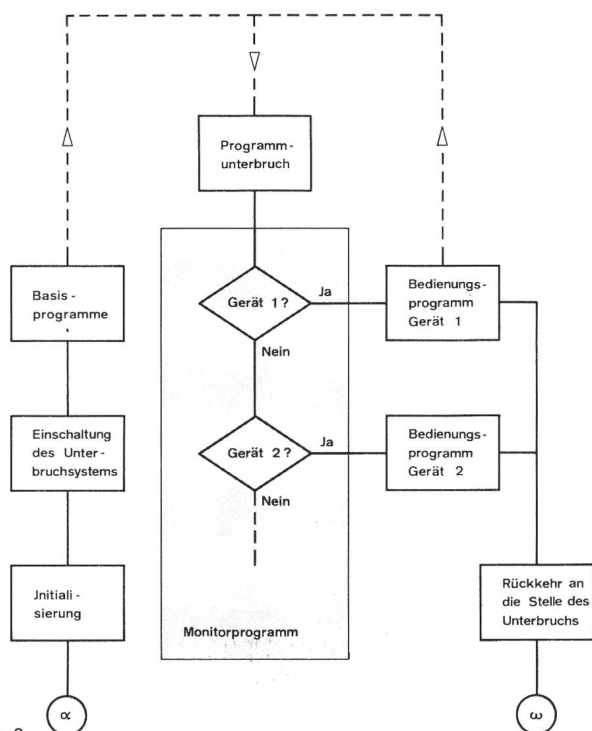 Programm-
unterbruch
Basis-
programme
Gerät 1?
Ja
Nein
Bedienungs-
programm
Gerät 1
Einschaltung
des Unter-
bruchsystems
Gerät 2?
Ja
Nein
Bedienungs-
programm
Gerät 2
Jnitiali-
sierung
Monitorprogramm
Rückkehr an
die Stelle des
Unterbruchs
α
ω